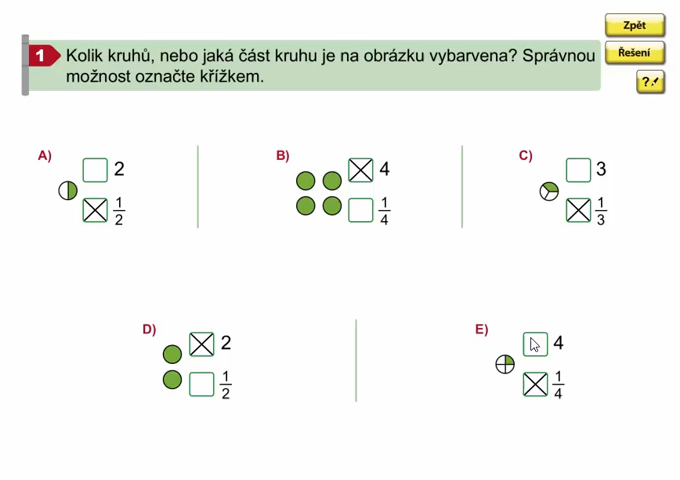 Zpět
Řešení
?
1 Kolik kruhů, nebo jaká část kruhu je na obrázku vybarvena? Správnou
možnost označte křížkem.
A) 2
1/2
B) 4
1/4
C) 3
1/3
D) 2
1/2
E) 4
1/4